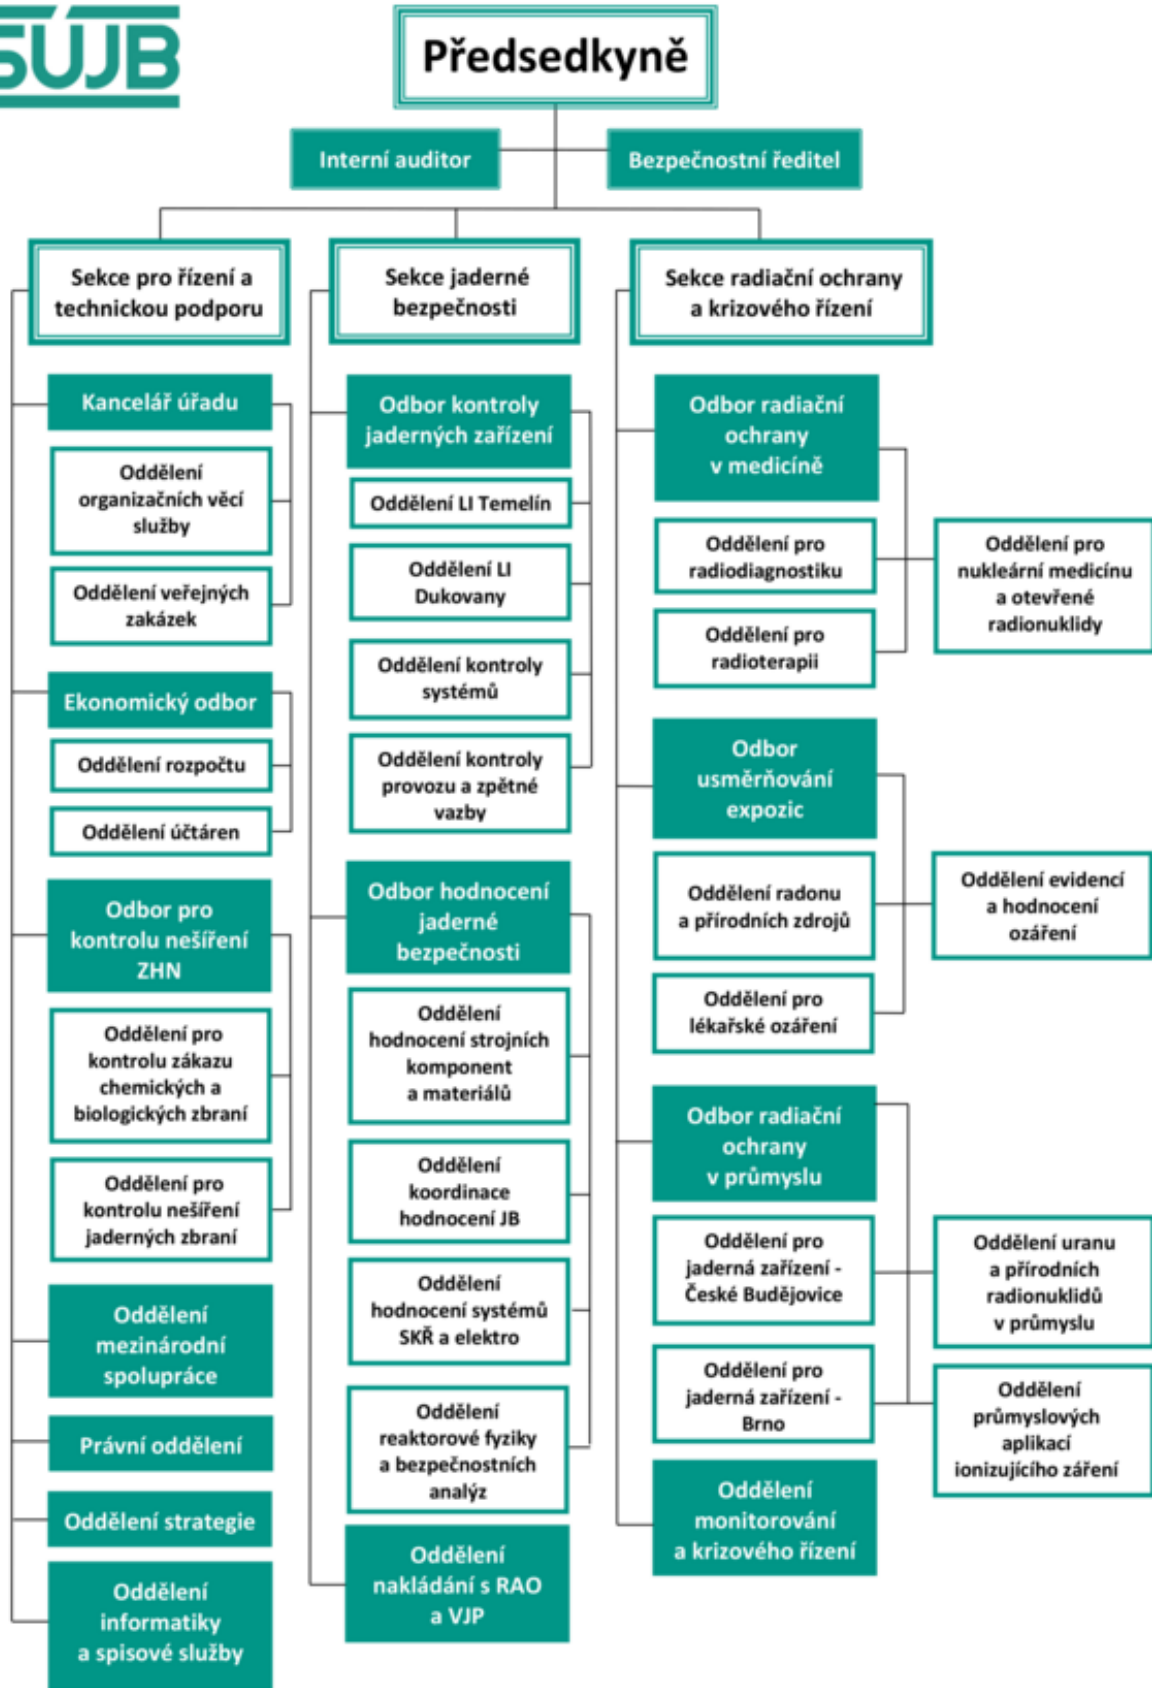 SÚJB
Předsedkyně
Interní auditor
Bezpečnostní ředitel
Sekce pro řízení a
technickou podporu
Kancelář úřadu
Oddělení
organizačních věcí
služby
Oddělení veřejných
zakázek
Ekonomický odbor
Oddělení rozpočtu
Oddělení účtáren
Odbor pro
kontrolu nešíření
ZHN
Oddělení pro
kontrolu zákazu
chemických a
biologických zbraní
Oddělení pro
kontrolu nešíření
jaderných zbraní
Oddělení
mezinárodní
spolupráce
Právní oddělení
Oddělení strategie
Oddělení
informatiky
a spisové služby
Sekce jaderné
bezpečnosti
Odbor kontroly
jaderných zařízení
Oddělení LI Temelín
Oddělení LI
Dukovany
Oddělení kontroly
systémů
Oddělení kontroly
provozu a zpětné
vazby
Odbor hodnocení
jaderné
bezpečnosti
Oddělení
hodnocení strojních
komponent
a materiálů
Oddělení
koordinace
hodnocení JB
Oddělení
hodnocení systémů
SKŘ a elektro
Oddělení
reaktorové fyziky
a bezpečnostních
analýz
Oddělení
nakládání s RAO
a VJP
Sekce radiační ochrany
a krizového řízení
Odbor radiační
ochrany
v medicíně
Oddělení pro
radiodiagnostiku
Oddělení pro
radioterapii
Oddělení pro
nukleární medicínu
a otevřené
radionuklidy
Odbor
usměrňování
expozic
Oddělení radonu
a přírodních zdrojů
Oddělení pro
lékařské ozáření
Oddělení evidencí
a hodnocení
ozáření
Odbor radiační
ochrany
v průmyslu
Oddělení pro
jaderná zařízení -
České Budějovice
Oddělení pro
jaderná zařízení -
Brno
Oddělení uranu
a přírodních
radionuklidů
v průmyslu
Oddělení
průmyslových
aplikací
ionizujícího záření
Oddělení
monitorování
a krizového řízení